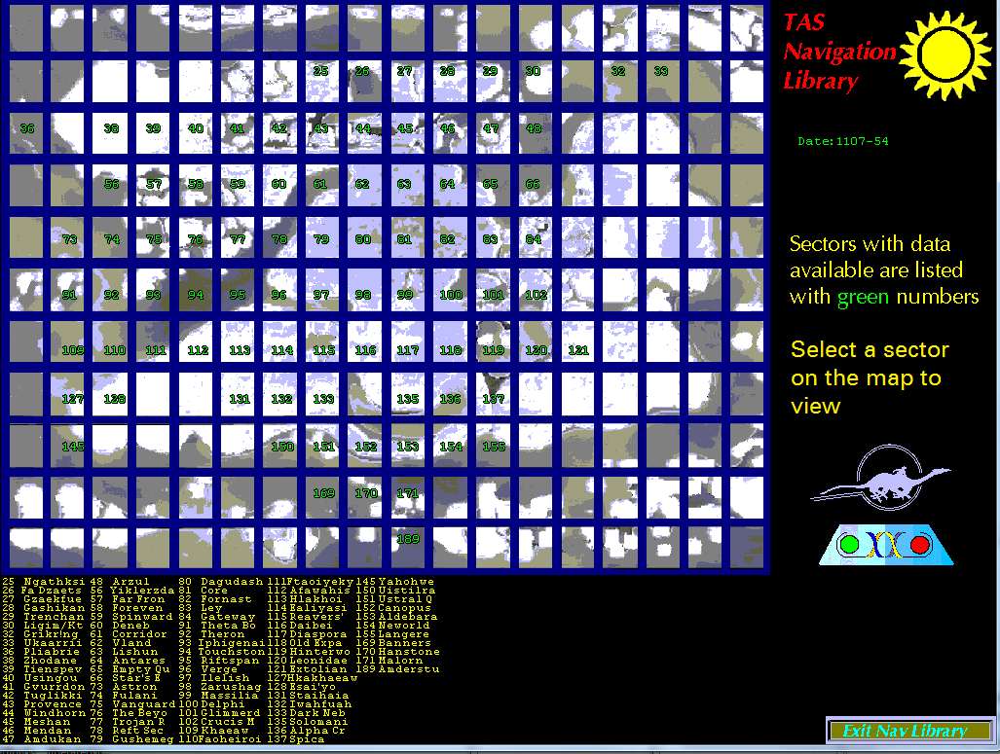 TAS
Navigation
Library
Date:1107-54
25 26 27 28 29 30 32 33
36 38 39 40 41 42 43 44 45 46 47 48
56 57 58 59 60 61 62 63 64 65 66
73 74 75 76 77 78 79 80 81 82 83 84
91 92 93 94 95 96 97 98 99 100 101 102
109 110 111 112 113 114 115 116 117 118 119 120 121
127 128 131 132 133 135 136 137
145 150 151 152 153 154 155
169 170 171
189
Sectors with data
available are listed
with green numbers
Select a sector
on the map to
view
25 Ngathksi 48 Arzul 80 Dagudash 111Ftaoiyeky 145 Yahohwe
26 Fa Dzaets 56 Yiklerzda 81 Core 112 Afawahis 150 Uistilra
27 Gzaekfue 57 Far Fron 82 Fornast 113 Hlakhoi 151 Ustral Q
28 Gashikan 58 Foreven 83 Ley 114 Ealiyasi 152 Canopus
29 Trenchan 59 Spinward 84 Gateway 115 Reavers' 153 Aldebara
30 Ligim/Kt 60 Deneb 91 Theta Bo 116 Daibei 154 Neworld
32 Grikr!ng 61 Corridor 92 Theron 117 Diaspora 155 Langere
33 Ukaarrii 62 Vland 93 Iphigenai 118 Old Expa 169 Banners
36 Pliabrie 63 Lishun 94 Touchston 119 Hinterwo 170 Hanstone
38 Zhodane 64 Antares 95 Riftspan 120 Leonidae 171 Malorn
39 Tienspev 65 Empty Qu 96 Verge 121 Extolian 189 Amderstu
40 Usingou 66 Star's E 97 Ilelish 127Hkakhaeaw
41 Gvurrdon 73 Astron 98 Zarushag 128 Esai'yo
42 Tuglikki 74 Fulani 99 Massilia 131 Staihaia
43 Provence 75 Vanguard 100 Delphi 132 Iwahfuah
44 Windhorn 76 The Beyo 101 Glimmerd 133 Dark Neb
45 Meshan 77 Trojan R 102 Crucis M 135 Solomani
46 Mendan 78 Reft Sec 109 Khaeaw 136 Alpha Cr
47 Amdukan 79 Gushemeg 110Faoheiroi 137 Spica
Exit Nav Library